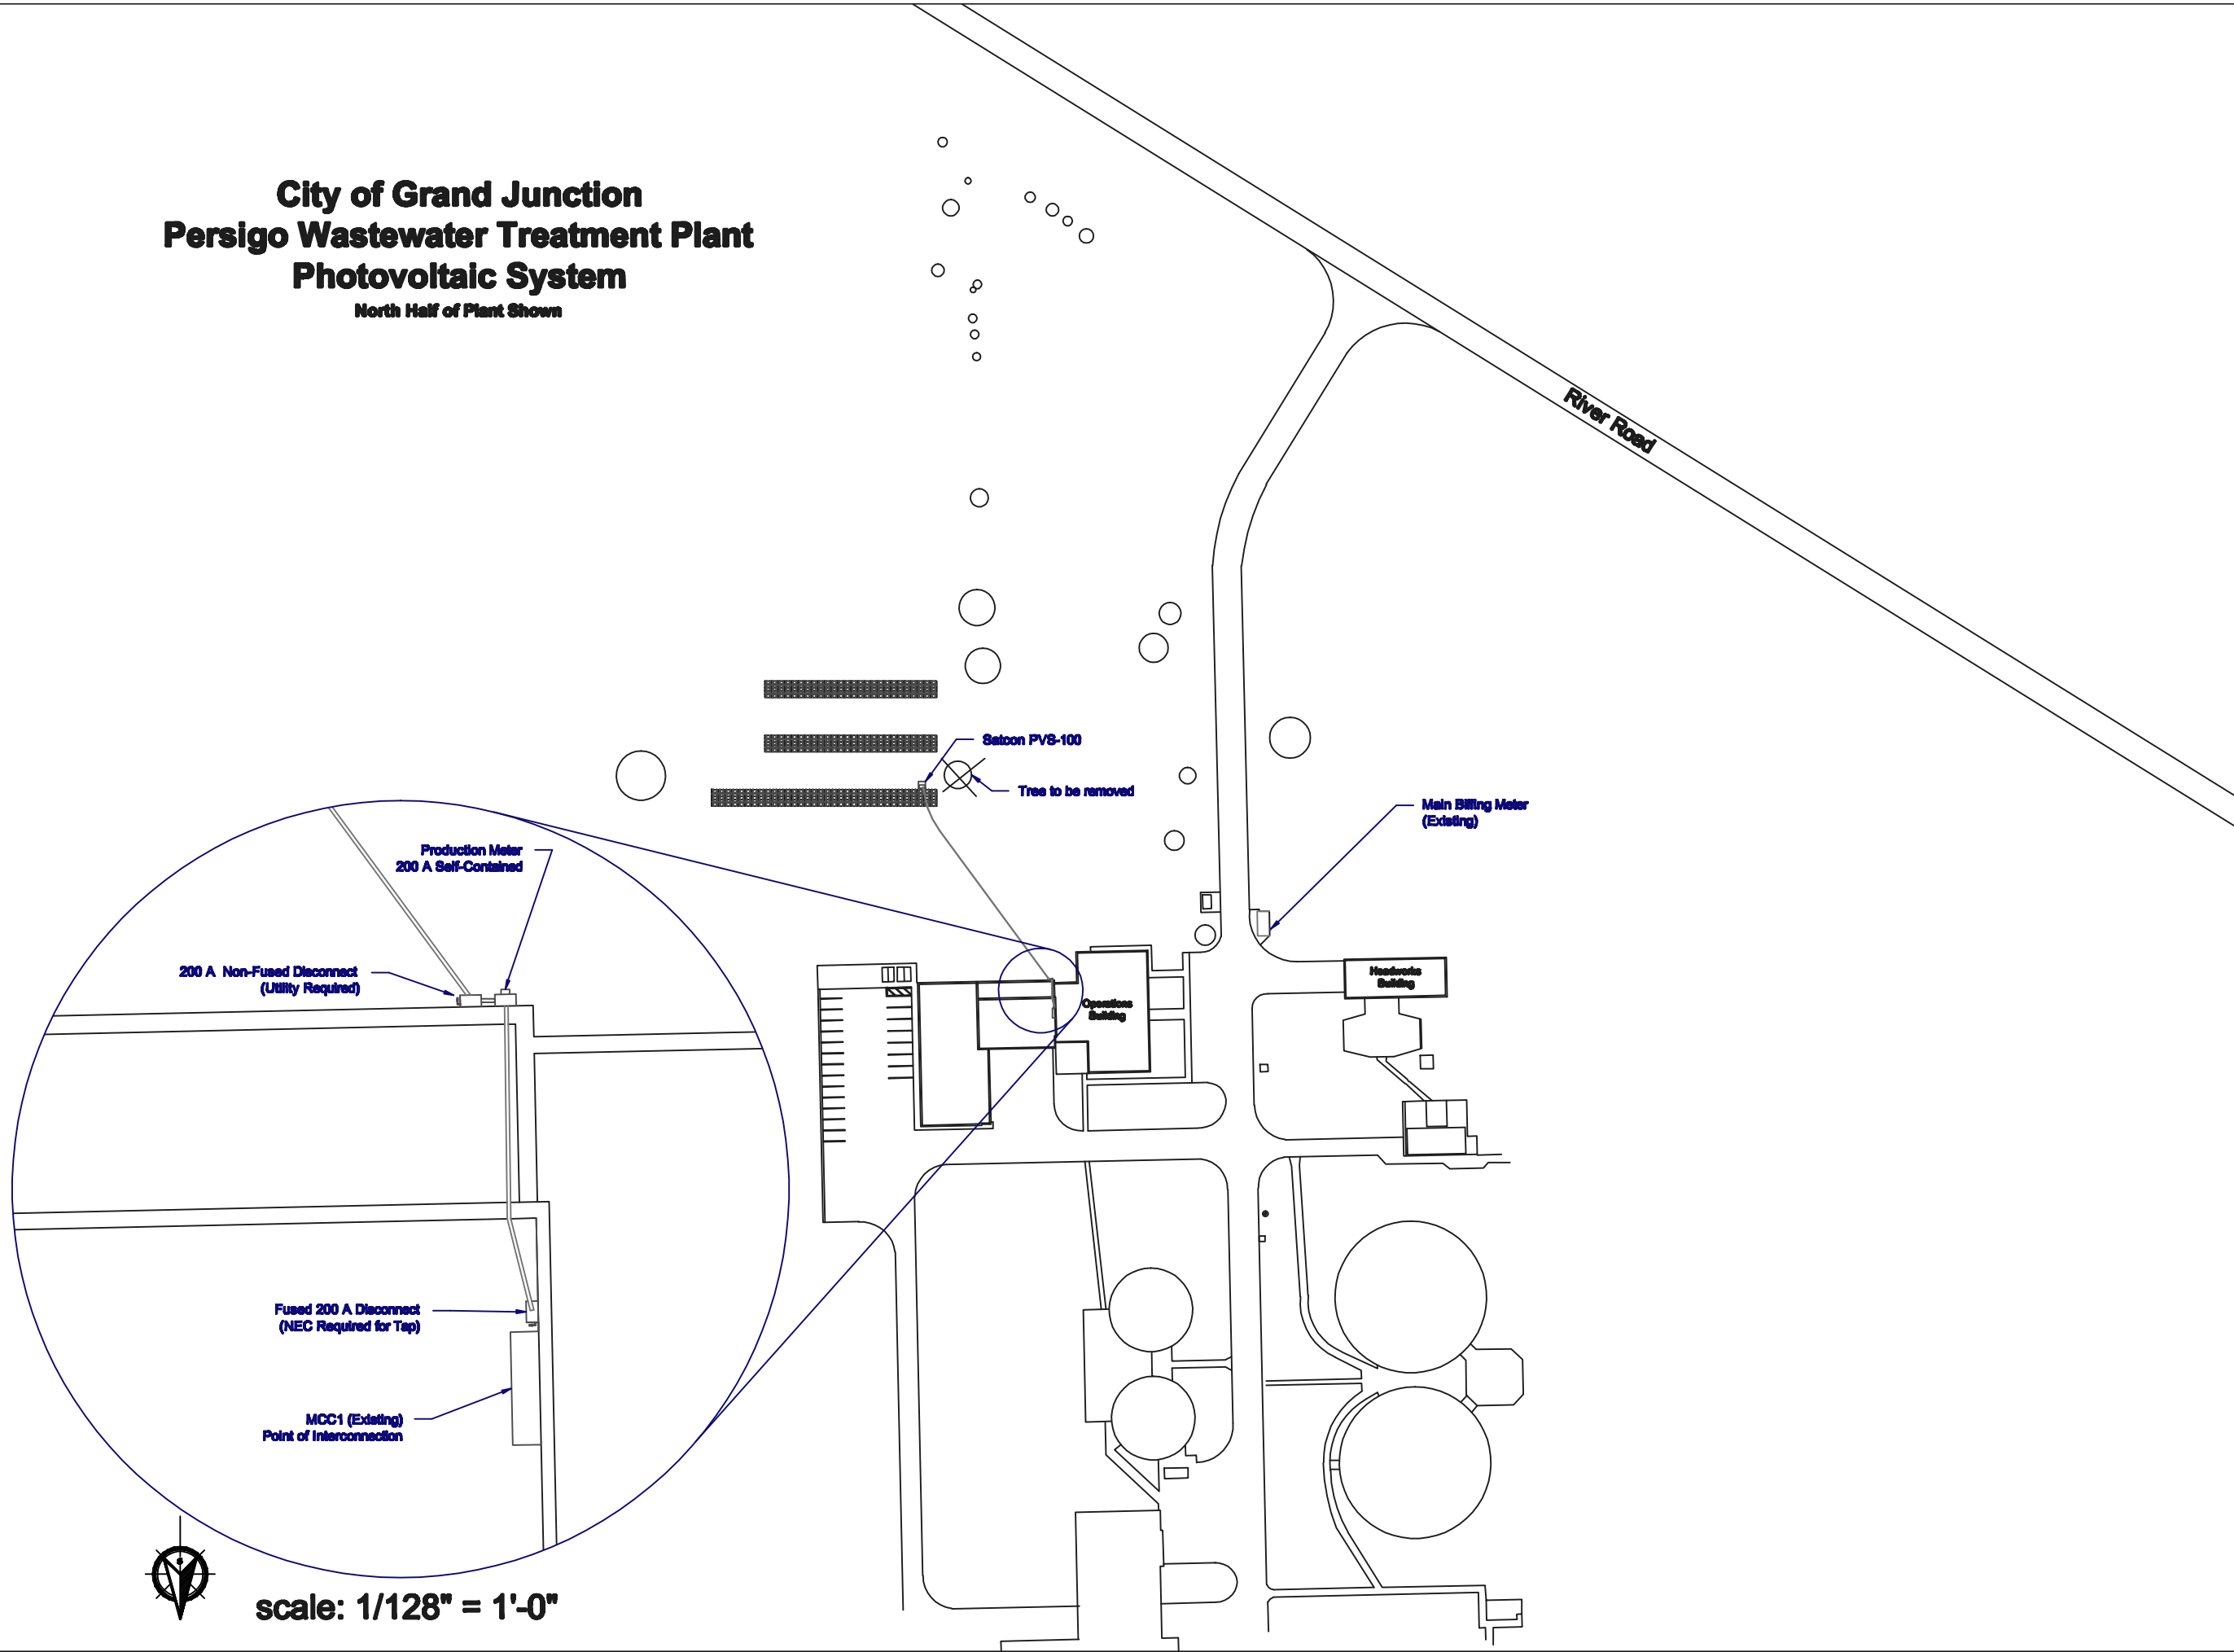 City of Grand Junction
Persigo Wastewater Treatment Plant
Photovoltaic System
North Half of Plant Shown
River Road
Satcon PVS-100
Tree to be removed
Main Billing Meter
(Existing)
Production Meter
200 A Self-Contained
200 A Non-Fused Disconnect
(Utility Required)
Headworks
Building
Operations
Building
Fused 200 A Disconnect
(NEC Required for Tap)
MCC1 (Existing)
Point of Interconnection
S
scale: 1/128" = 1'-0"